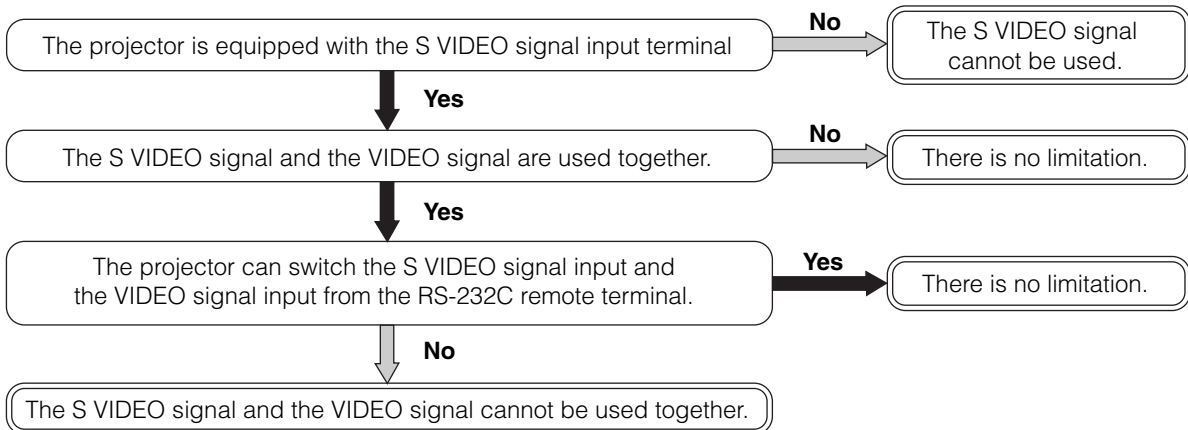 The projector is equipped with the S VIDEO signal input terminal
No
The S VIDEO signal
cannot be used.
Yes
The S VIDEO signal and the VIDEO signal are used together.
No
There is no limitation.
Yes
The projector can switch the S VIDEO signal input and
the VIDEO signal input from the RS-232C remote terminal.
Yes
There is no limitation.
No
The S VIDEO signal and the VIDEO signal cannot be used together.